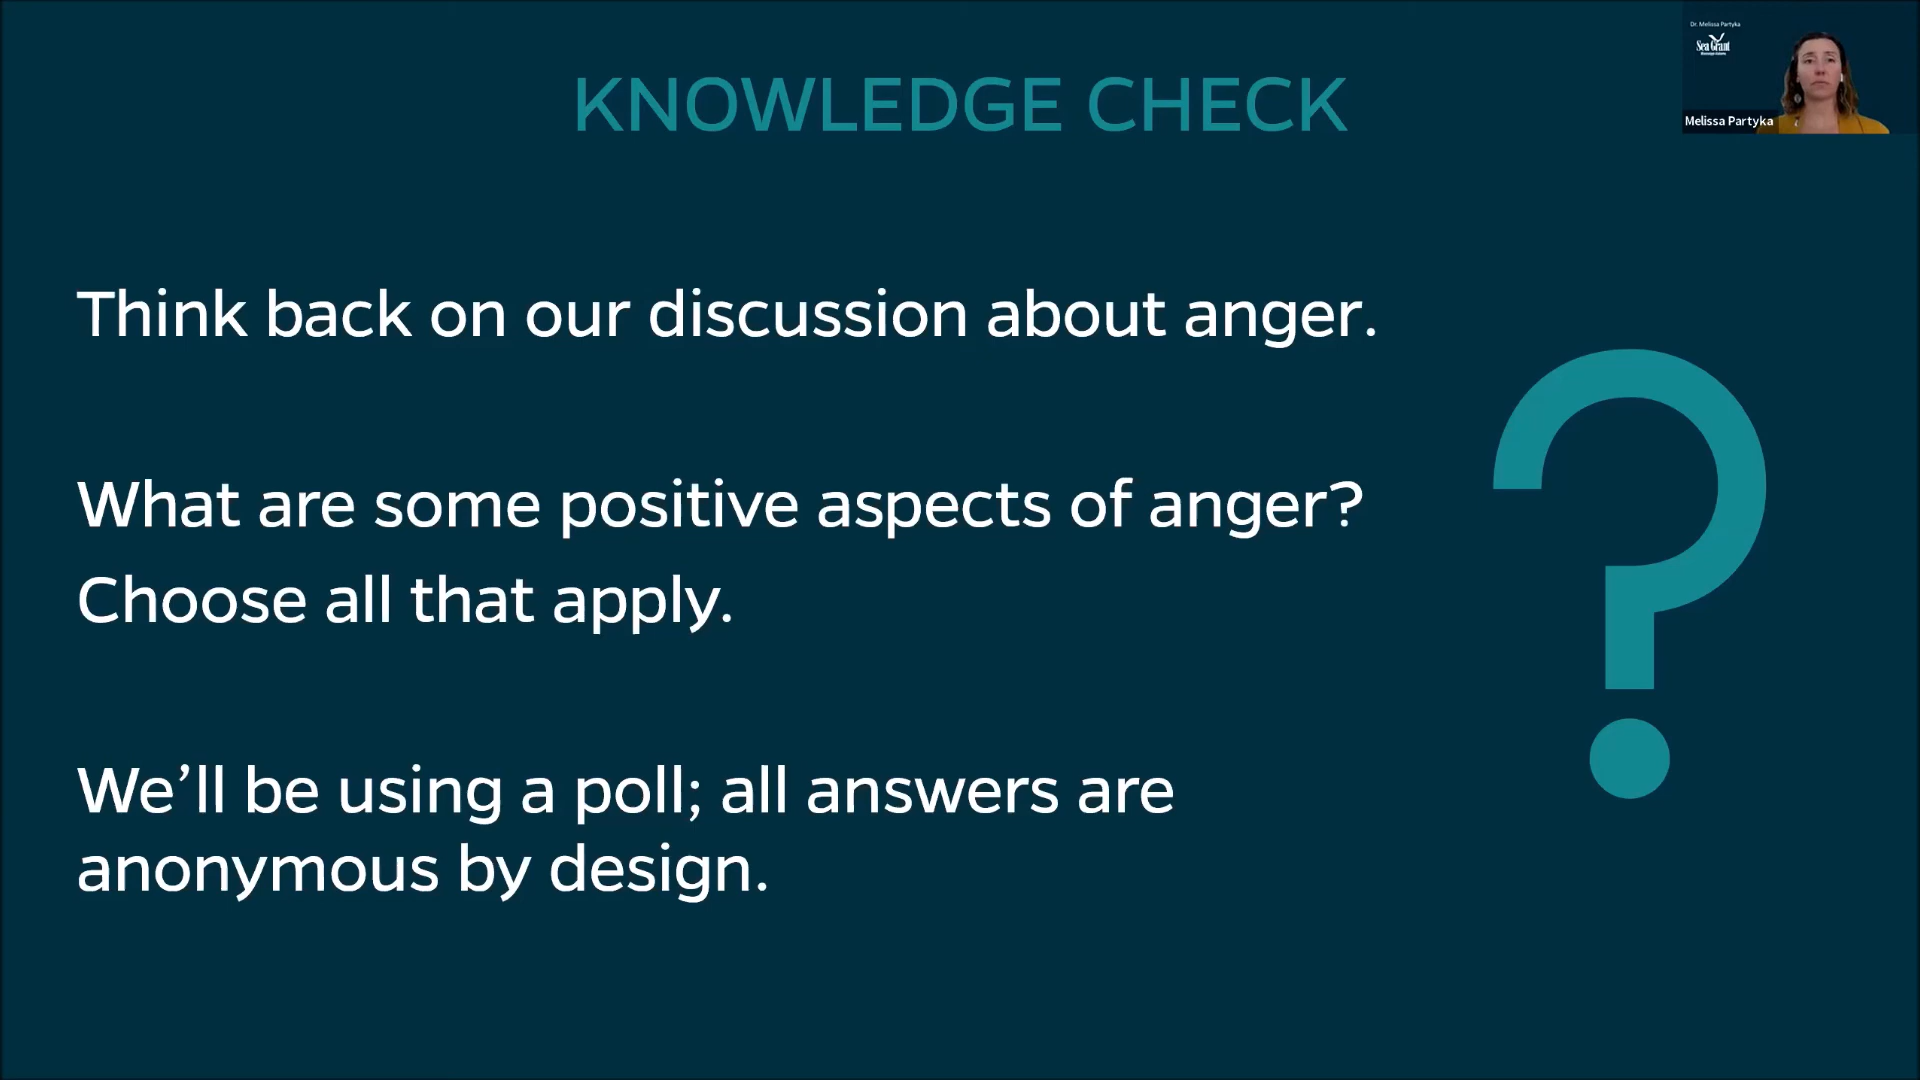 KNOWLEDGE CHECK
Dr. Melissa Partyka
Sea Grant
Melissa Partyka
Think back on our discussion about anger.
What are some positive aspects of anger?
Choose all that apply.
We’ll be using a poll; all answers are
anonymous by design.
?